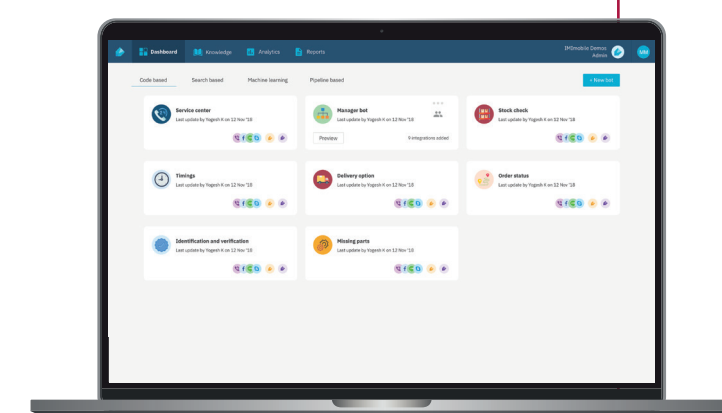 Dashboard Knowledge Analytics Reports IMImobile Demos
Admin MM
Code based Search based Machine learning Pipeline based + New bot
Service center
Last update by Yogesh K on 12 Nov '18
Manager bot
Last update by Yogesh K on 12 Nov '18
Preview 9 integrations added
Stock check
Last update by Yogesh K on 12 Nov '18
Timings
Last update by Yogesh K on 12 Nov '18
Delivery option
Last update by Yogesh K on 12 Nov '18
Order status
Last update by Yogesh K on 12 Nov '18
Identification and verification
Last update by Yogesh K on 12 Nov '18
Missing parts
Last update by Yogesh K on 12 Nov '18